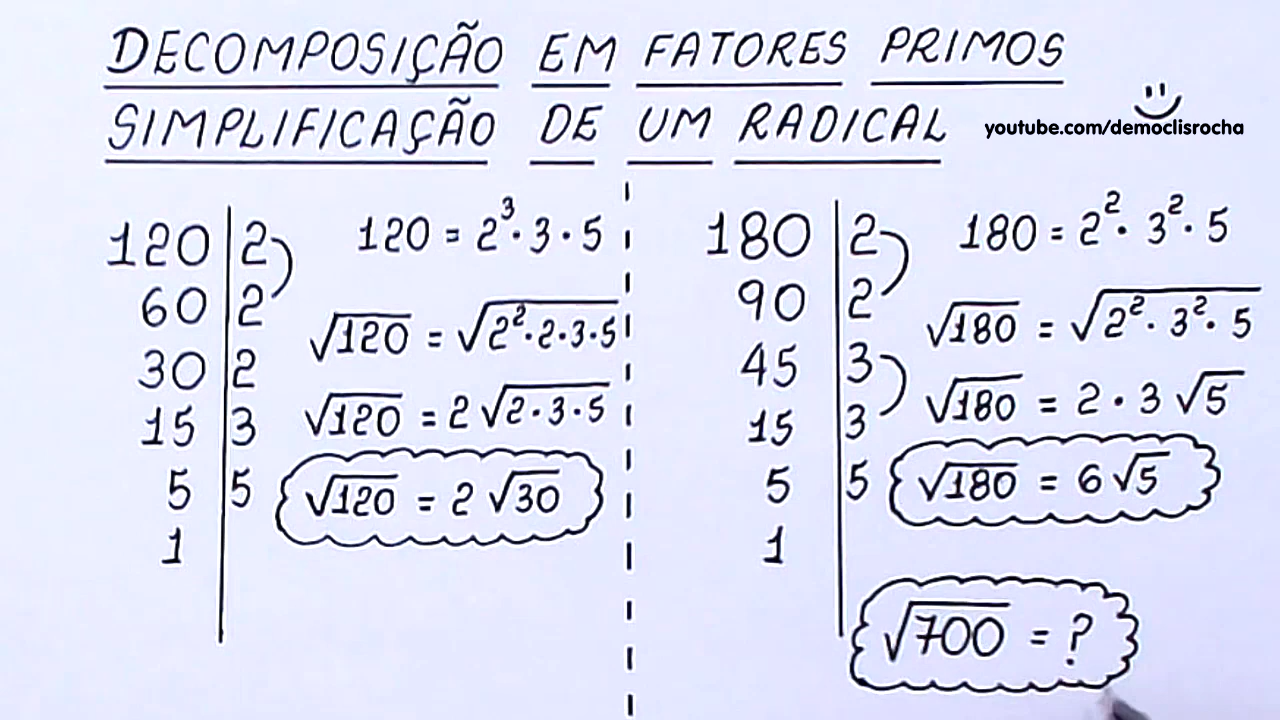 DECOMPOSIÇÃO EM FATORES PRIMOS
SIMPLIFICAÇÃO DE UM RADICAL
youtube.com/democlisrocha
120 | 2
60 | 2
30 | 2
15 | 3
5 | 5
1
120 = 2³·3·5
√120 = √2²·2·3·5
√120 = 2√2·3·5
√120 = 2√30
180 | 2
90 | 2
45 | 3
15 | 3
5 | 5
1
180 = 2²·3²·5
√180 = √2²·3²·5
√180 = 2·3√5
√180 = 6√5
√700 = ?